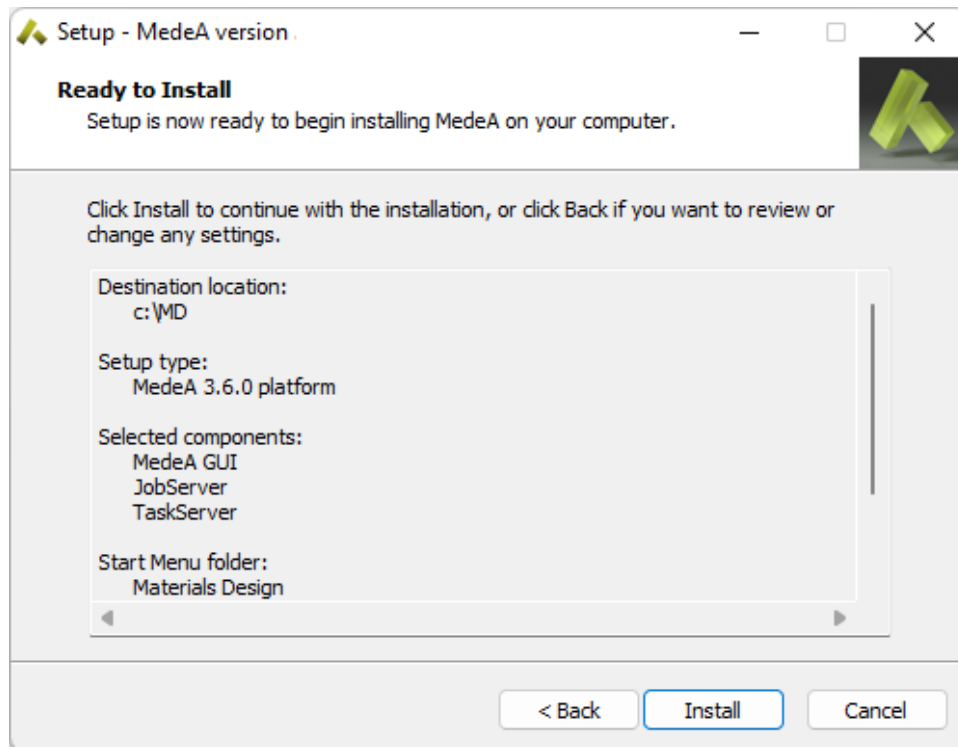 Setup - MedeA version
Ready to Install
Setup is now ready to begin installing MedeA on your computer.
Click Install to continue with the installation, or click Back if you want to review or
change any settings.
Destination location:
c:\MD
Setup type:
MedeA 3.6.0 platform
Selected components:
MedeA GUI
JobServer
TaskServer
Start Menu folder:
Materials Design
< Back
Install
Cancel